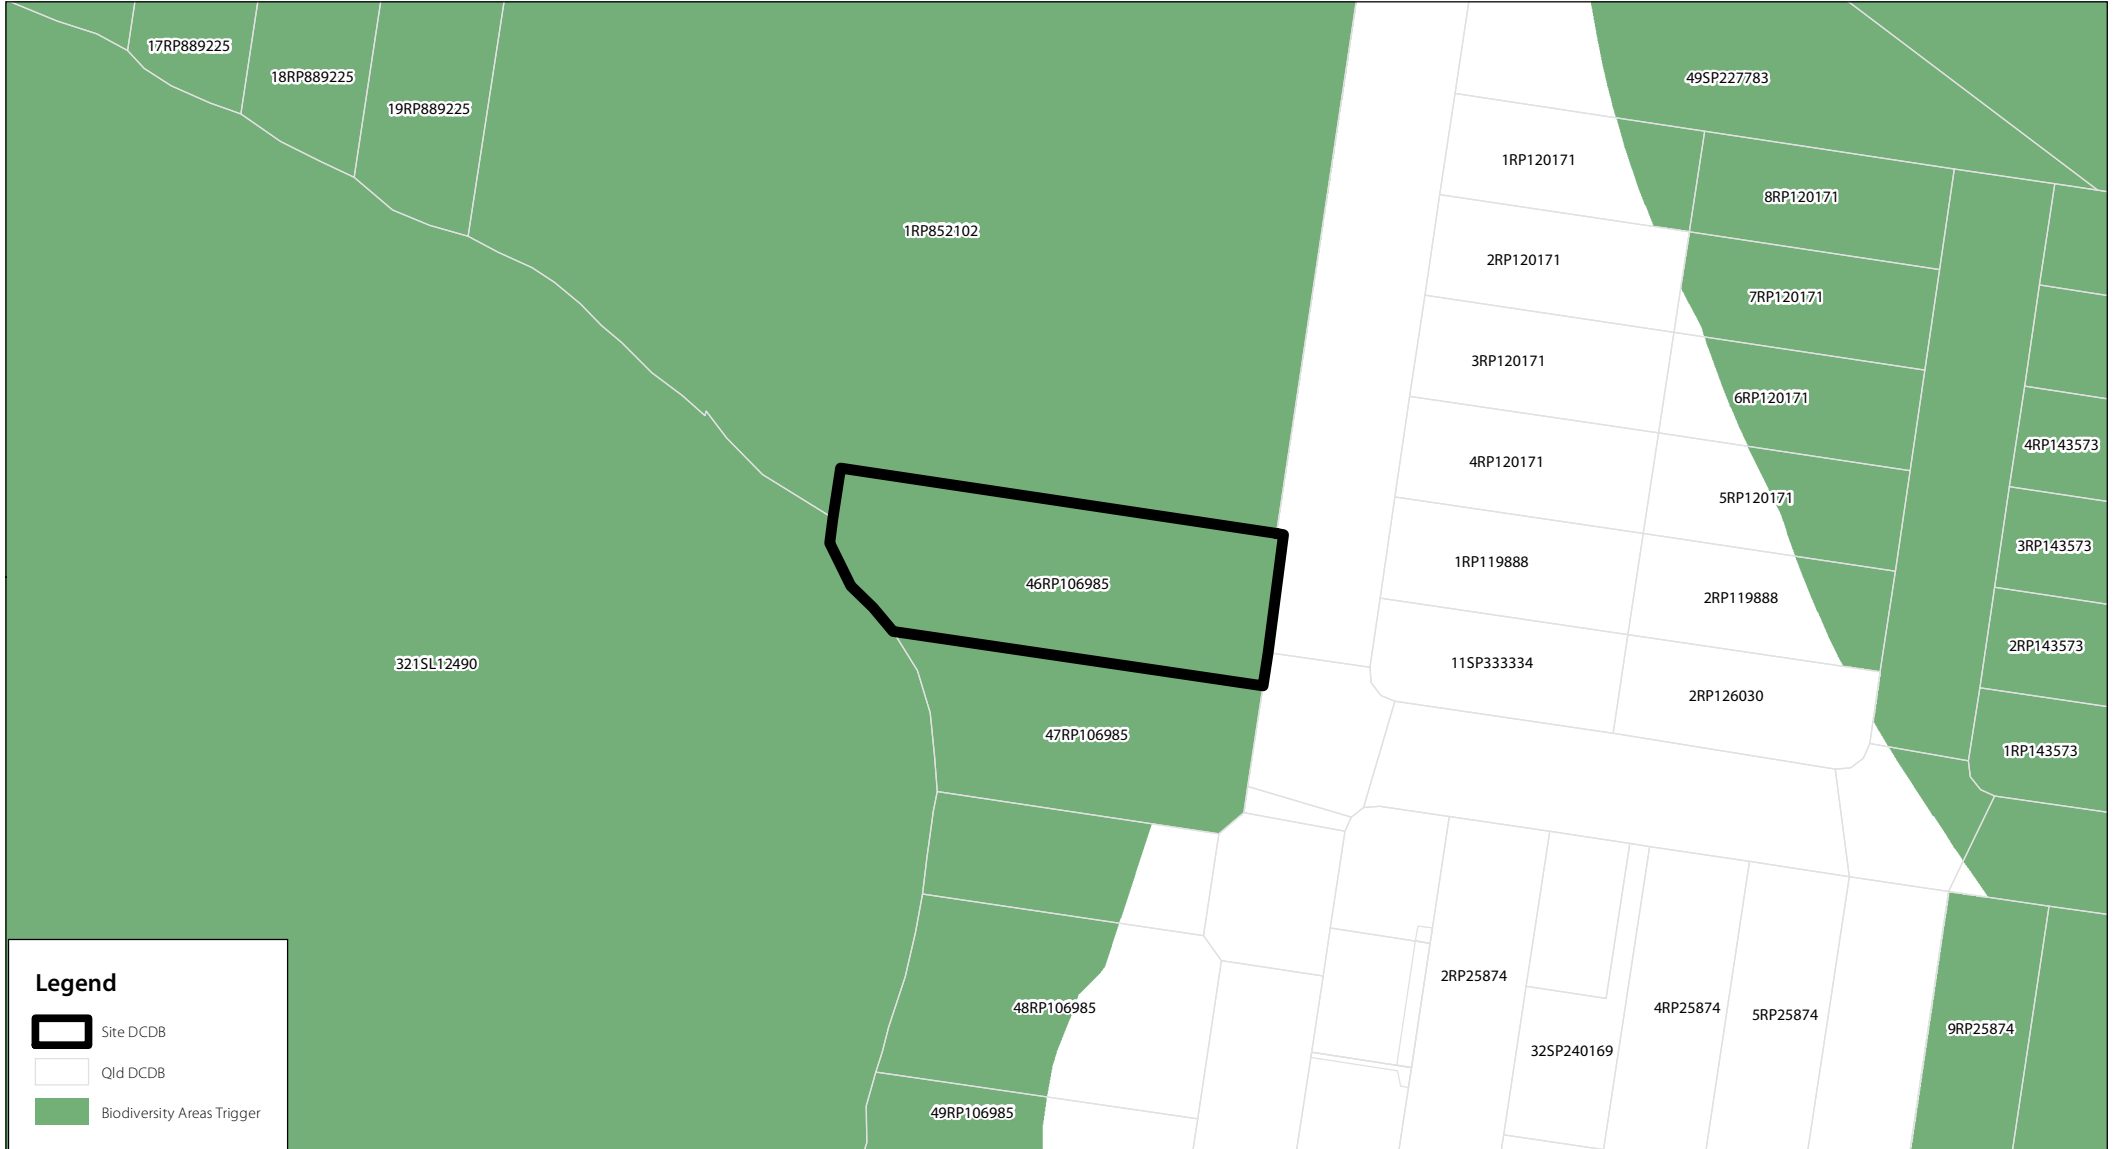 17RP889225
18RP889225
19RP889225
49SP227783
1RP120171
8RP120171
1RP852102
2RP120171
7RP120171
3RP120171
6RP120171
4RP143573
4RP120171
5RP120171
3RP143573
1RP119888
46RP106985
2RP119888
2RP143573
321SL12490
11SP333334
2RP126030
47RP106985
1RP143573
2RP25874
48RP106985
4RP25874
5RP25874
9RP25874
32SP240169
49RP106985
Legend
Site DCDB
Qld DCDB
Biodiversity Areas Trigger